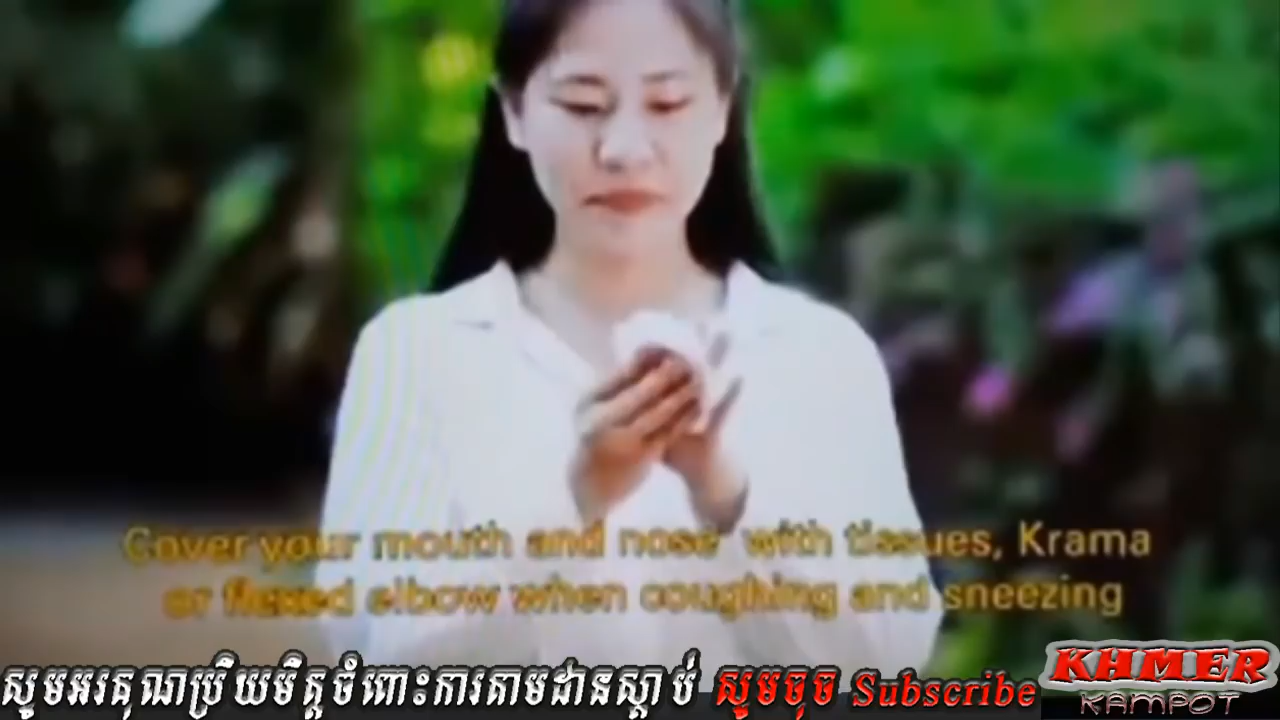 Cover your mouth and nose with tissues, Krama
or flexed elbow when coughing and sneezing
សូមអរគុណប្រិយមិត្តចំពោះការតាមដានស្តាប់ សូមចុច Subscribe
KHMER
KAMPOT